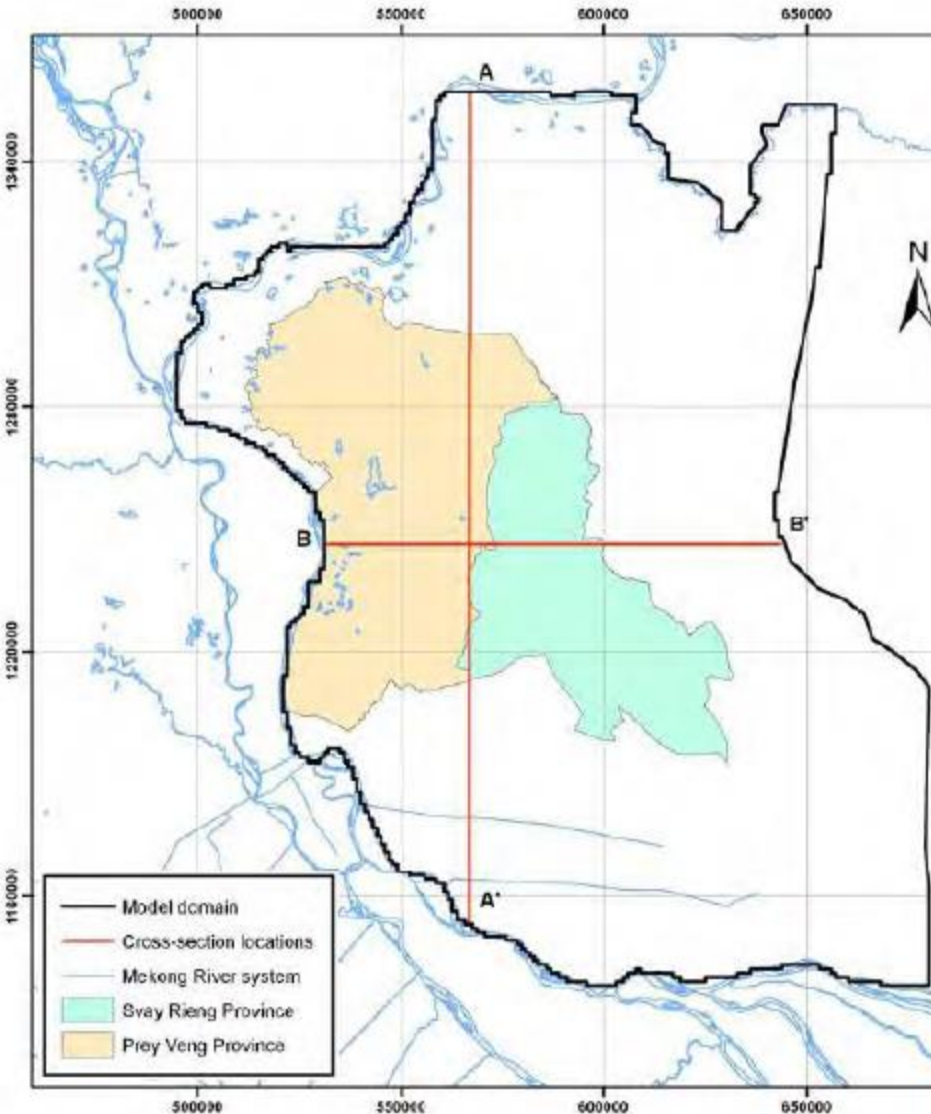 500000 550000 600000 650000
A
1340000
N
1280000
B
B'
1220000
A'
1160000
Model domain
Cross-section locations
Mekong River system
Svay Rieng Province
Prey Veng Province
500000 550000 600000 650000